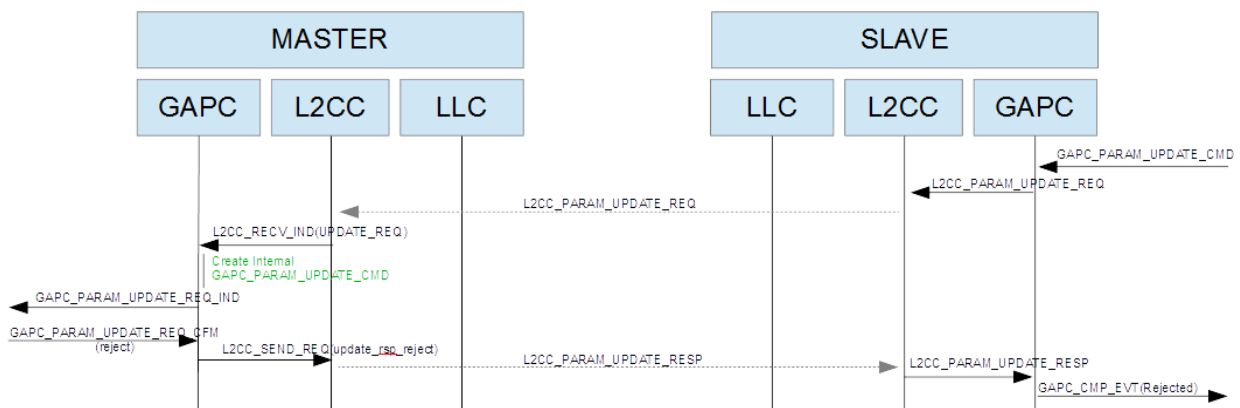 MASTER
SLAVE
GAPC
L2CC
LLC
LLC
L2CC
GAPC
GAPC_PARAM_UPDATE_CMD
L2CC_PARAM_UPDATE_REQ
L2CC_PARAM_UPDATE_REQ
L2CC_RECV_IND(UPDATE_REQ)
Create Internal
GAPC_PARAM_UPDATE_CMD
GAPC_PARAM_UPDATE_REQ_IND
GAPC_PARAM_UPDATE_REQ_CFM
(reject)
L2CC_SEND_REQ(update_rsp_reject)
L2CC_PARAM_UPDATE_RESP
L2CC_PARAM_UPDATE_RESP
GAPC_CMP_EVT(Rejected)